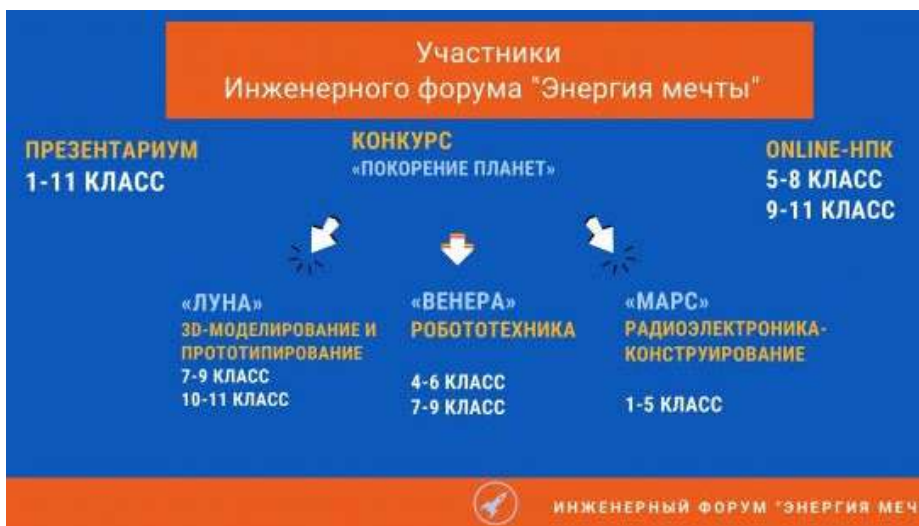 Участники
Инженерного форума "Энергия мечты"
ПРЕЗЕНТАРИУМ
1-11 КЛАСС
КОНКУРС
«ПОКОРЕНИЕ ПЛАНЕТ»
ONLINE-НПК
5-8 КЛАСС
9-11 КЛАСС
«ЛУНА»
3D-МОДЕЛИРОВАНИЕ И
ПРОТОТИПИРОВАНИЕ
7-9 КЛАСС
10-11 КЛАСС
«ВЕНЕРА»
РОБОТОТЕХНИКА
4-6 КЛАСС
7-9 КЛАСС
«МАРС»
РАДИОЭЛЕКТРОНИКА-
КОНСТРУИРОВАНИЕ
1-5 КЛАСС
ИНЖЕНЕРНЫЙ ФОРУМ "ЭНЕРГИЯ МЕЧ